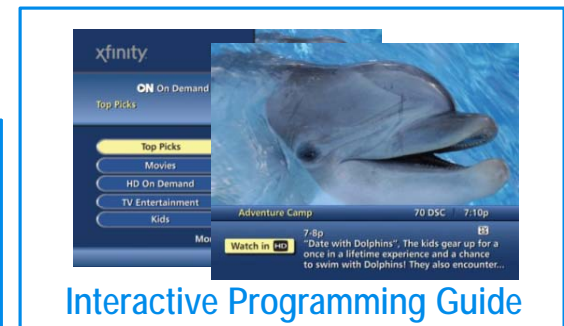 xfinity
ON On Demand
Top Picks
Top Picks
Movies
HD On Demand
TV Entertainment
Kids
Adventure Camp 70 DSC 7:10p
7-8p
Watch in HD
"Date with Dolphins", The kids gear up for a
once in a lifetime experience and a chance
to swim with Dolphins! They also encounter...
Interactive Programming Guide